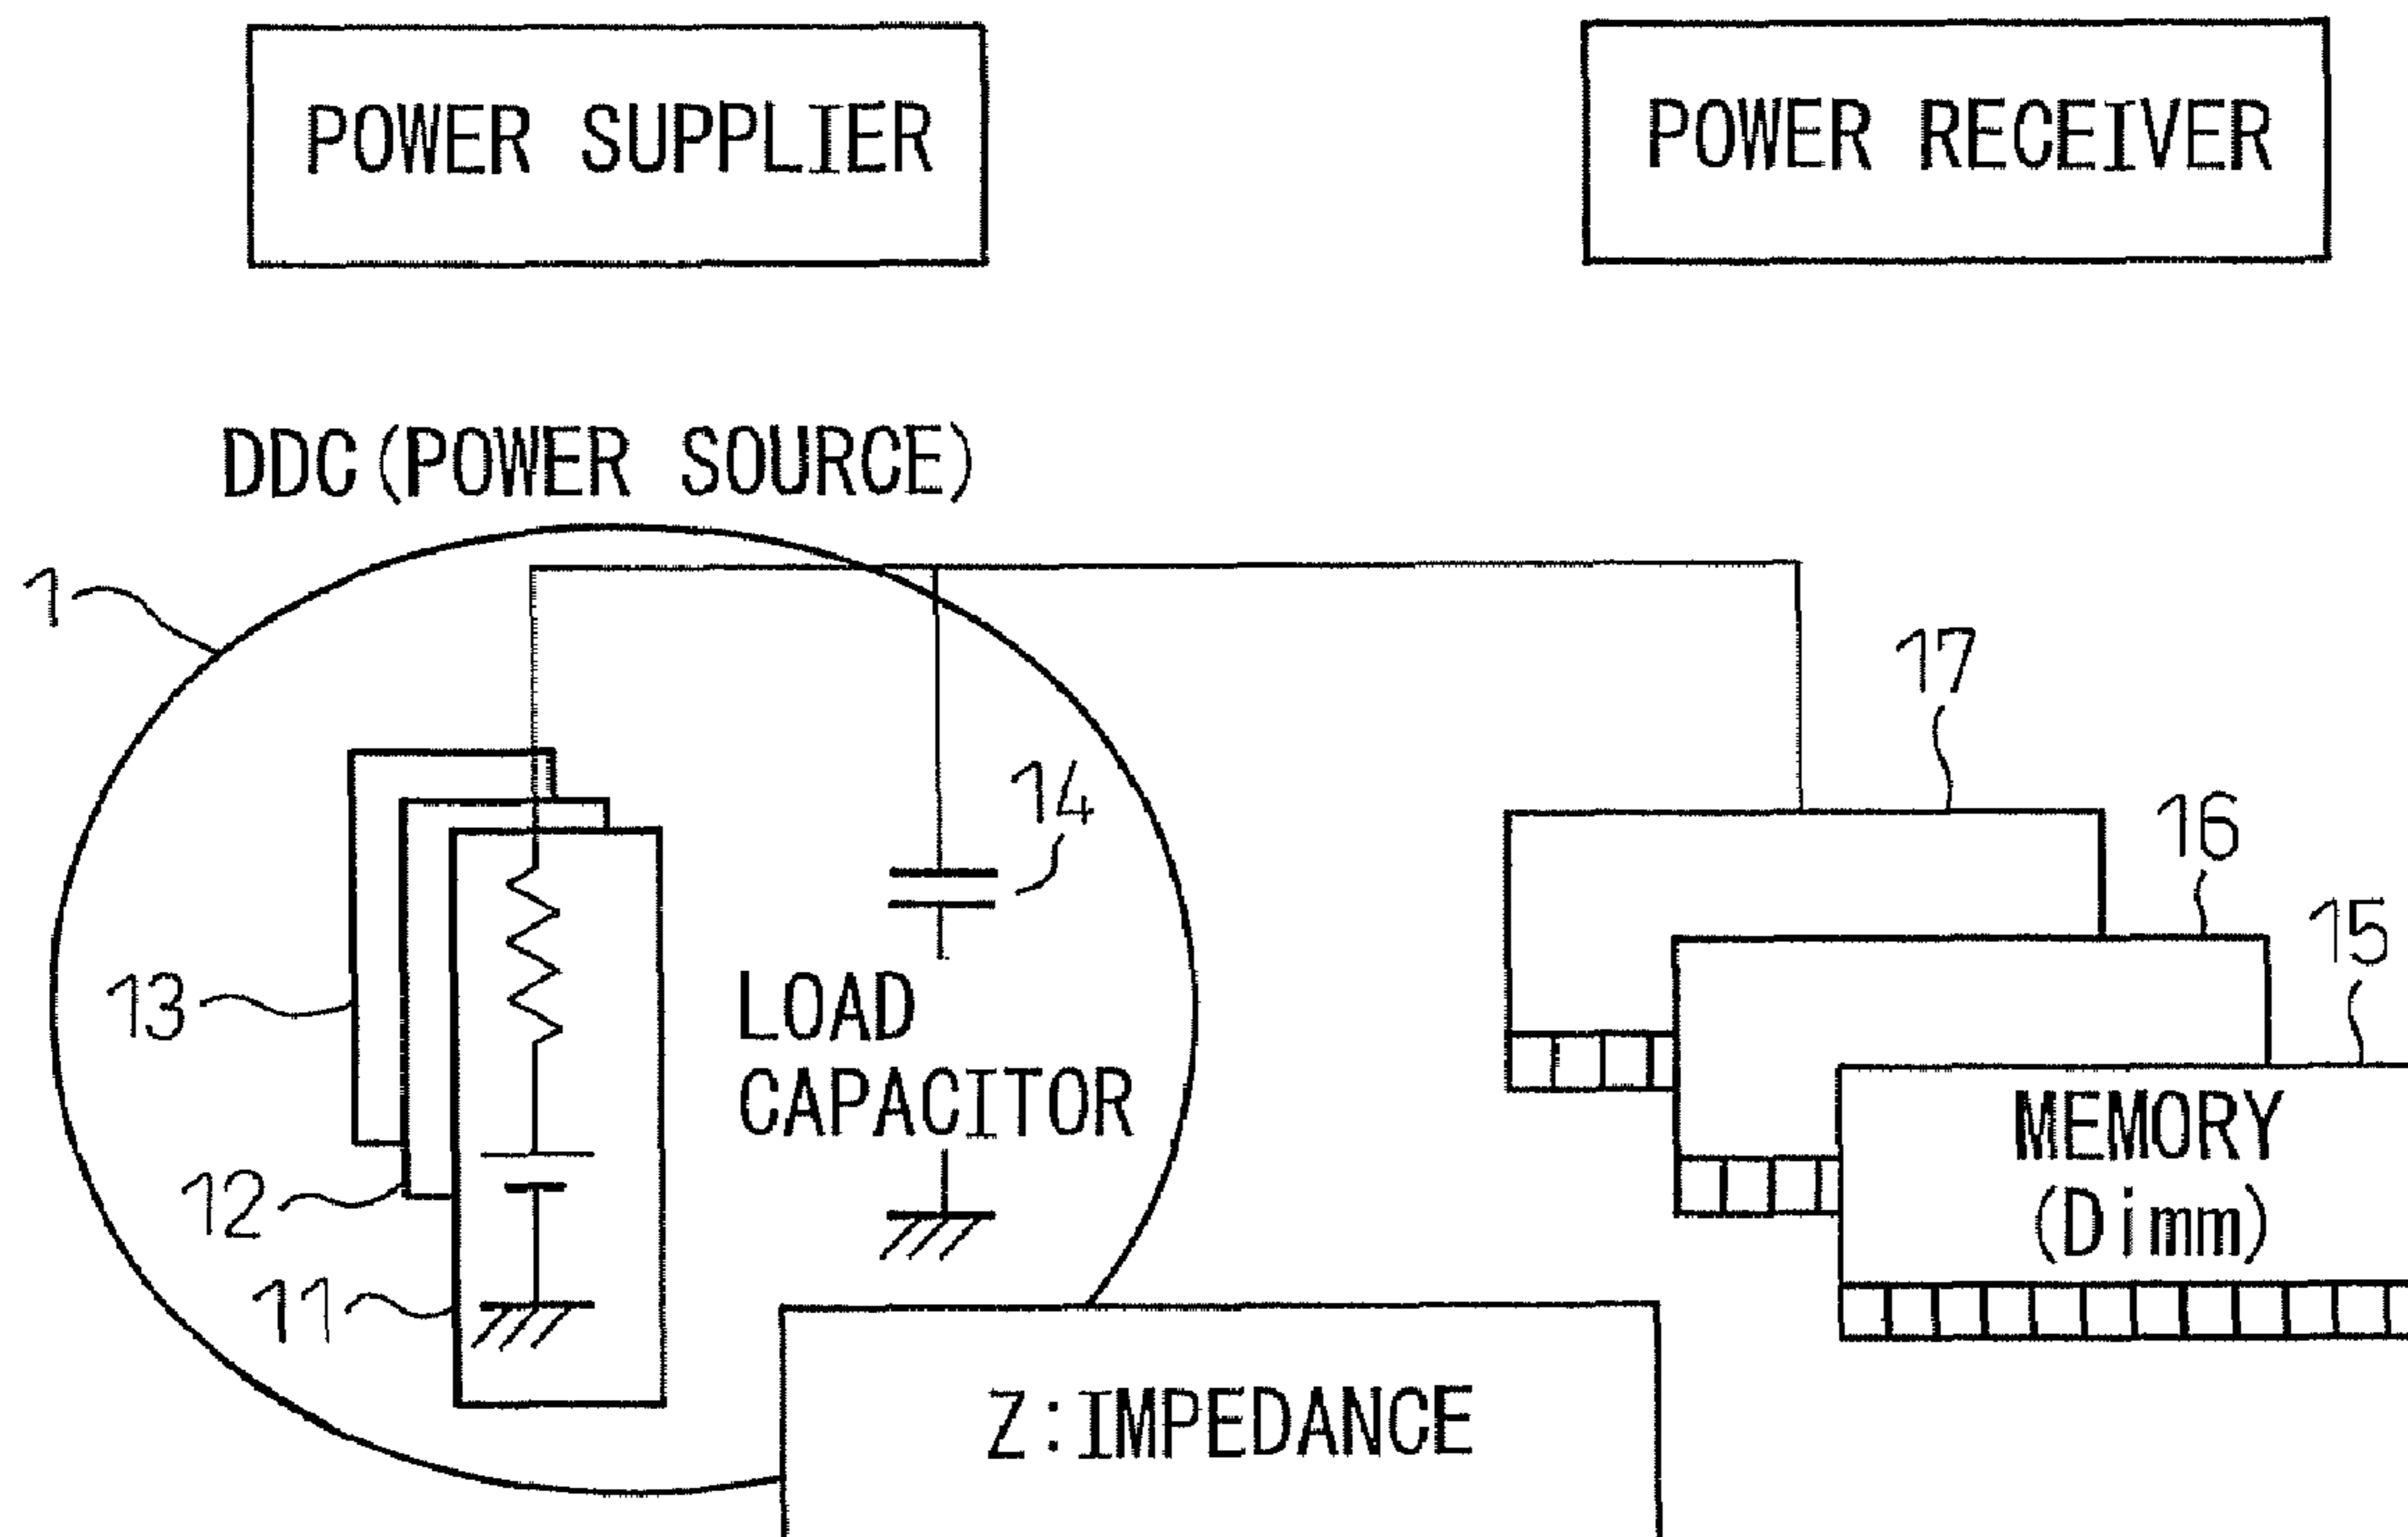 POWER SUPPLIER
POWER RECEIVER
DDC(POWER SOURCE)
1
17
14
16
15
13
LOAD
CAPACITOR
MEMORY
(Dimm)
12
11
Z:IMPEDANCE